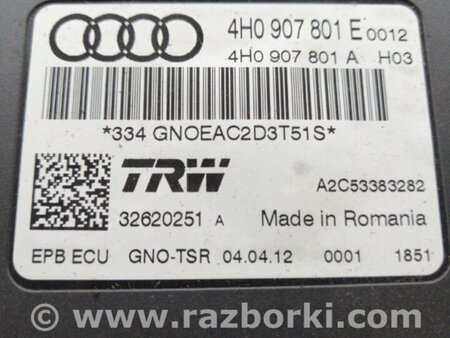 4H0 907 801 E 0012
4H0 907 801 A H03
*334 GNOEAC2D3T51S*
TRW A2C53383282
32620251 A Made in Romania
EPB ECU GNO-TSR 04.04.12 0001 1851
© www.razborki.com/